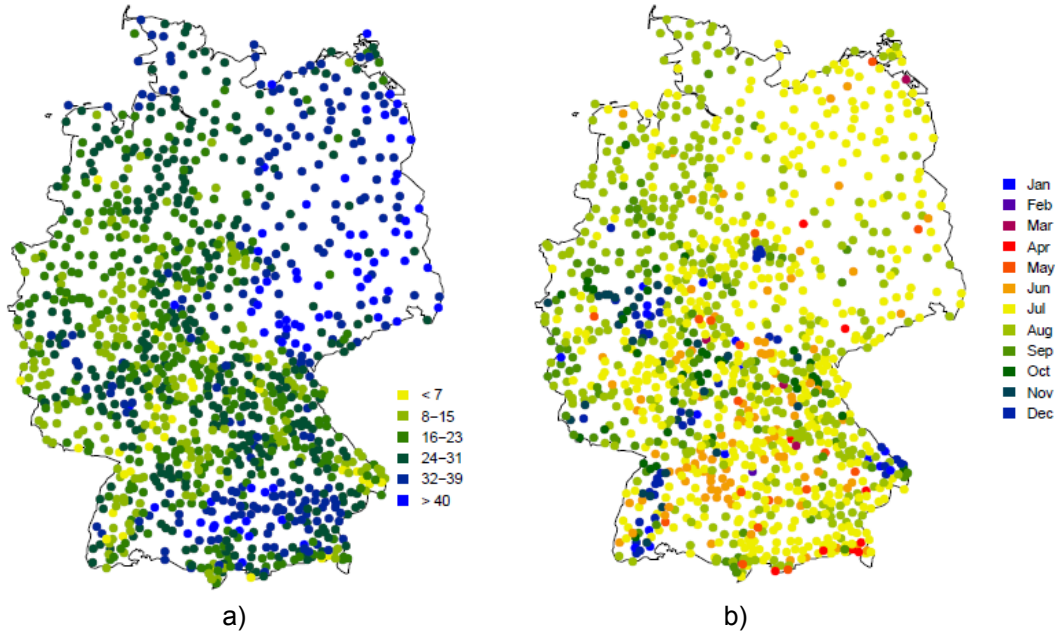 < 7
8–15
16–23
24–31
32–39
> 40
a)
Jan
Feb
Mar
Apr
May
Jun
Jul
Aug
Sep
Oct
Nov
Dec
b)